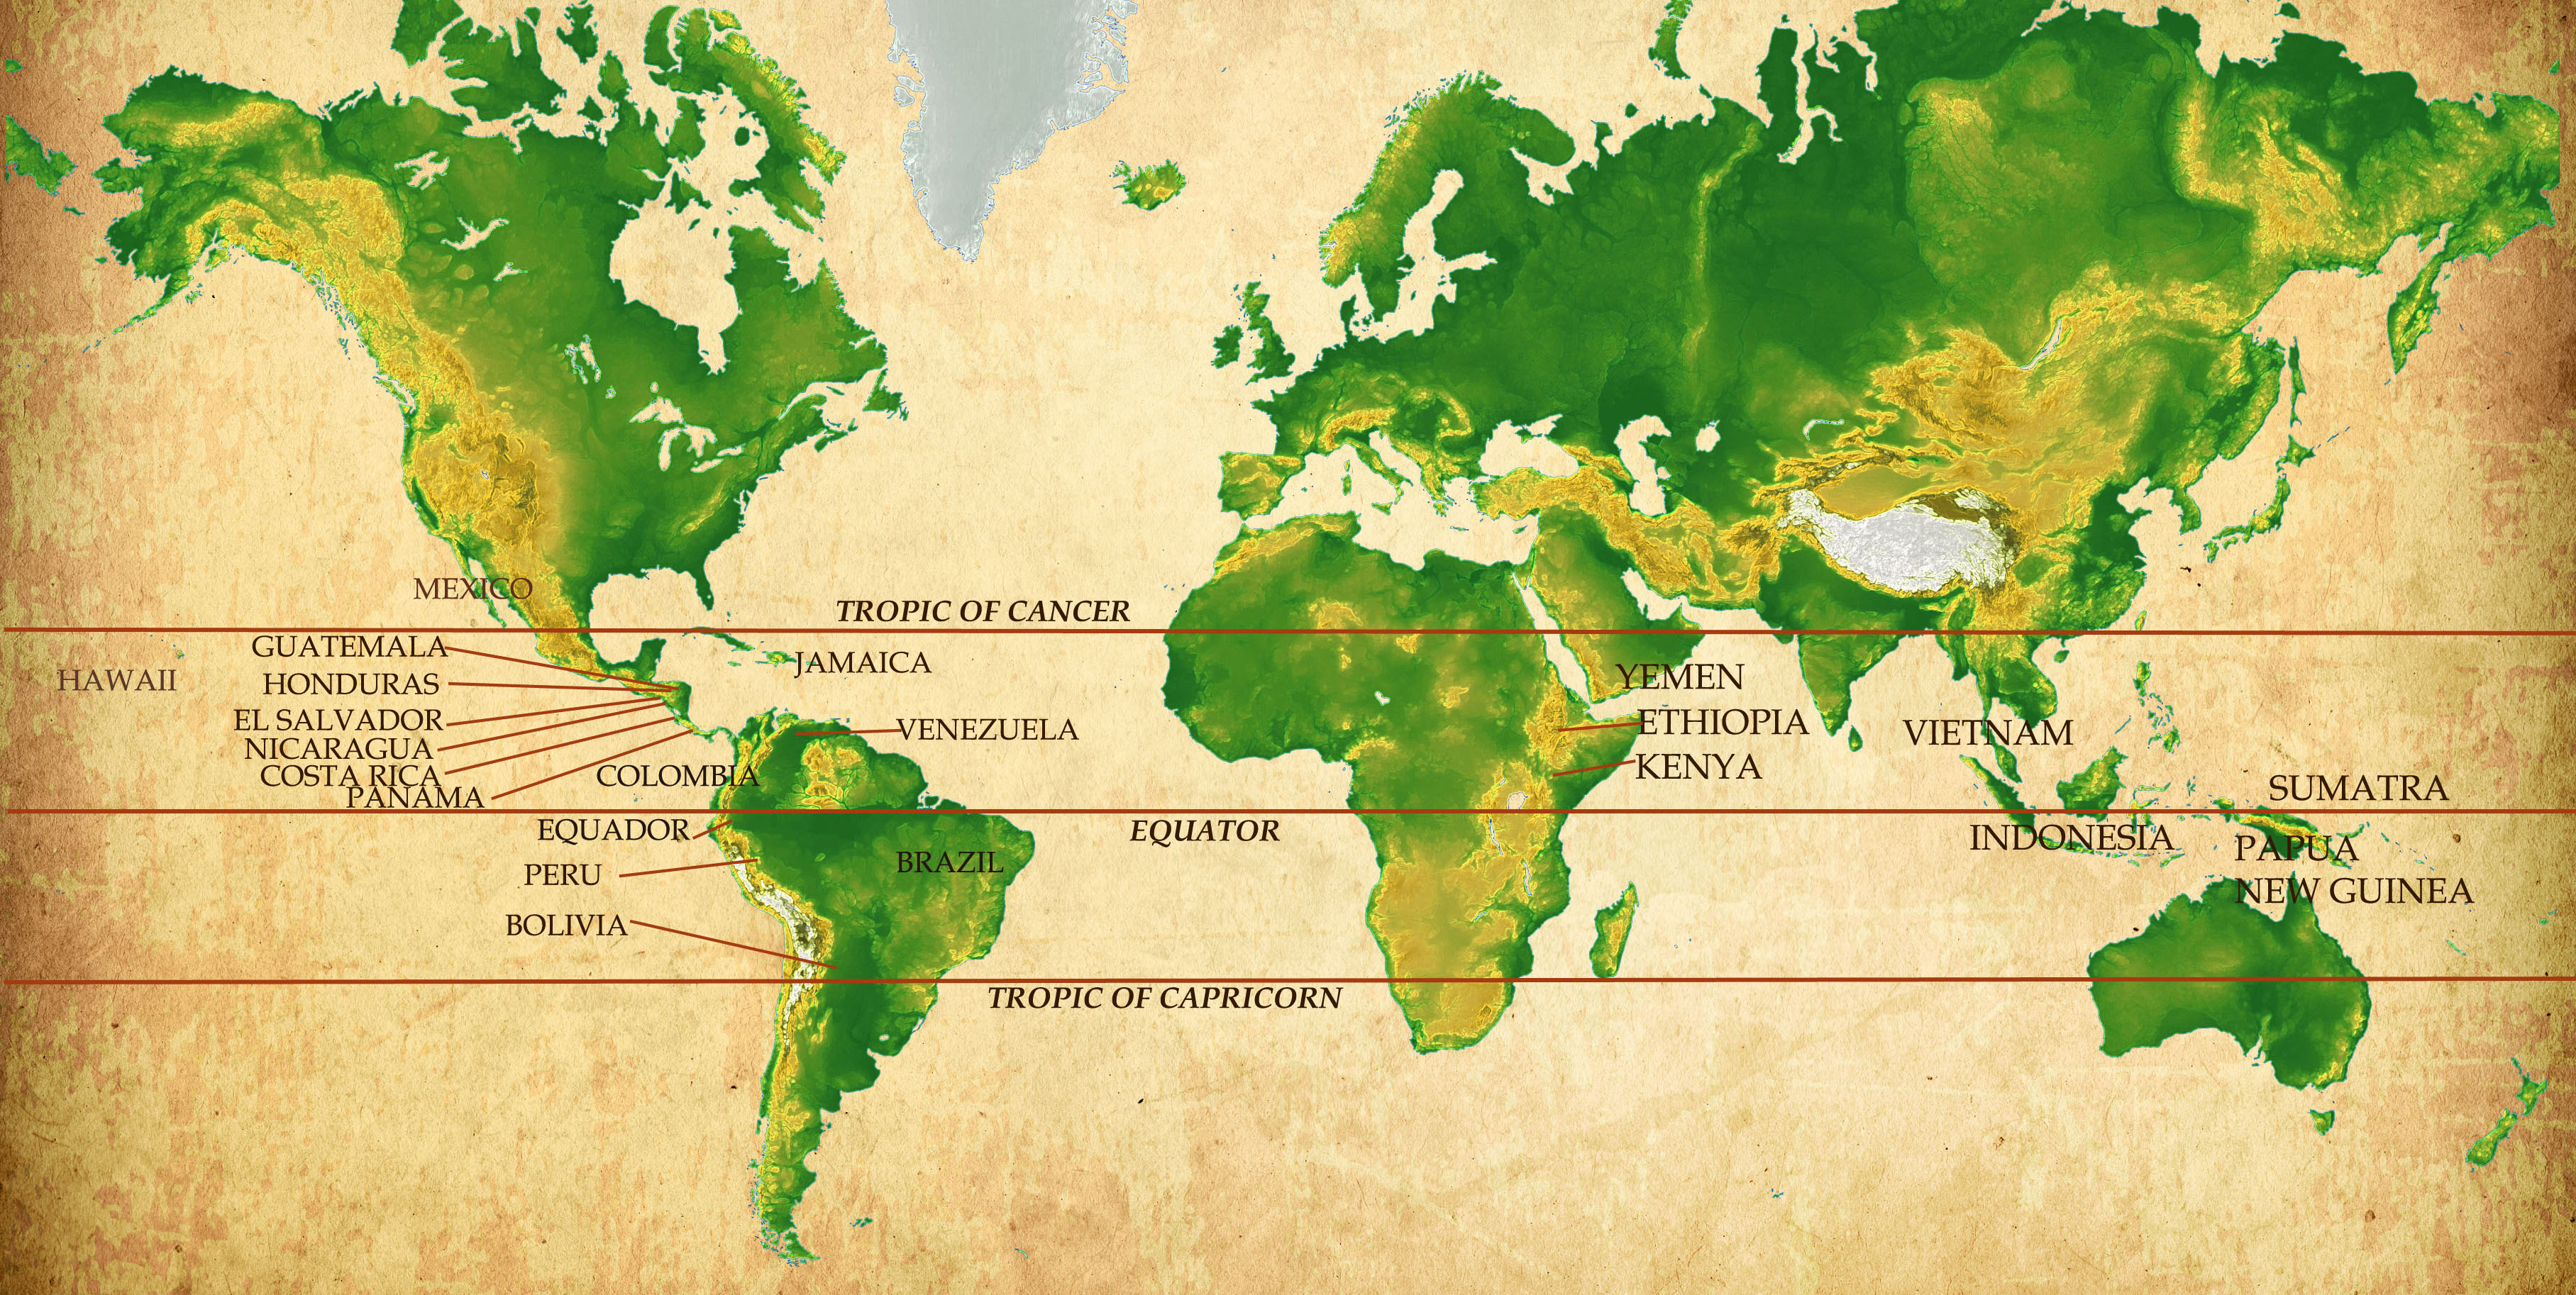 MEXICO
TROPIC OF CANCER
GUATEMALA
JAMAICA
HAWAII
HONDURAS
YEMEN
EL SALVADOR
VENEZUELA
ETHIOPIA
VIETNAM
NICARAGUA
COSTA RICA
COLOMBIA
KENYA
PANAMA
SUMATRA
EQUADOR
EQUATOR
INDONESIA
PAPUA
NEW GUINEA
BRAZIL
PERU
BOLIVIA
TROPIC OF CAPRICORN